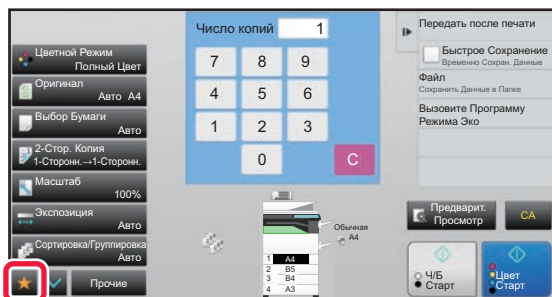 Цветной Режим
Полный Цвет
Оригинал
Авто A4
Выбор Бумаги
Авто
2-Стор. Копия
1-Сторонн.→1-Сторонн.
Масштаб
100%
Экспозиция
Авто
Сортировка/Группировка
Авто
Прочие
Число копий 1
7 8 9
4 5 6
1 2 3
0 C
Обычная
A4
1 A4
2 B5
3 B4
4 A3
Передать после печати
Быстрое Сохранение
Временно Сохран. Данные
Файл
Сохранить Данные в Папке
Вызовите Программу
Режима Эко
Предварит.
Просмотр
CA
Ч/Б
Старт
Цвет
Старт